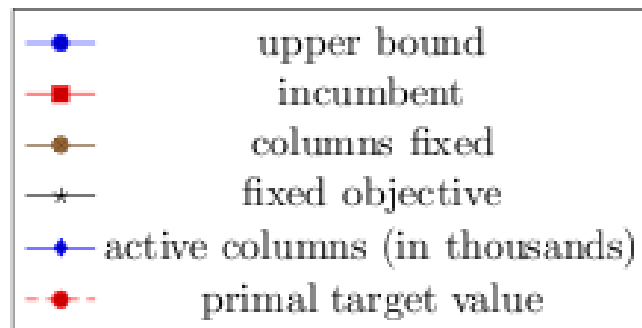 upper bound
incumbent
columns fixed
fixed objective
active columns (in thousands)
primal target value